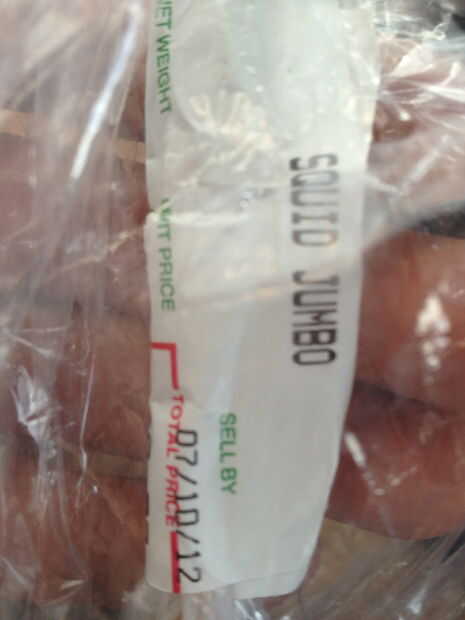 SQUID JUMBO
SELL BY
07/10/12
NET WEIGHT
UNIT PRICE
TOTAL PRICE